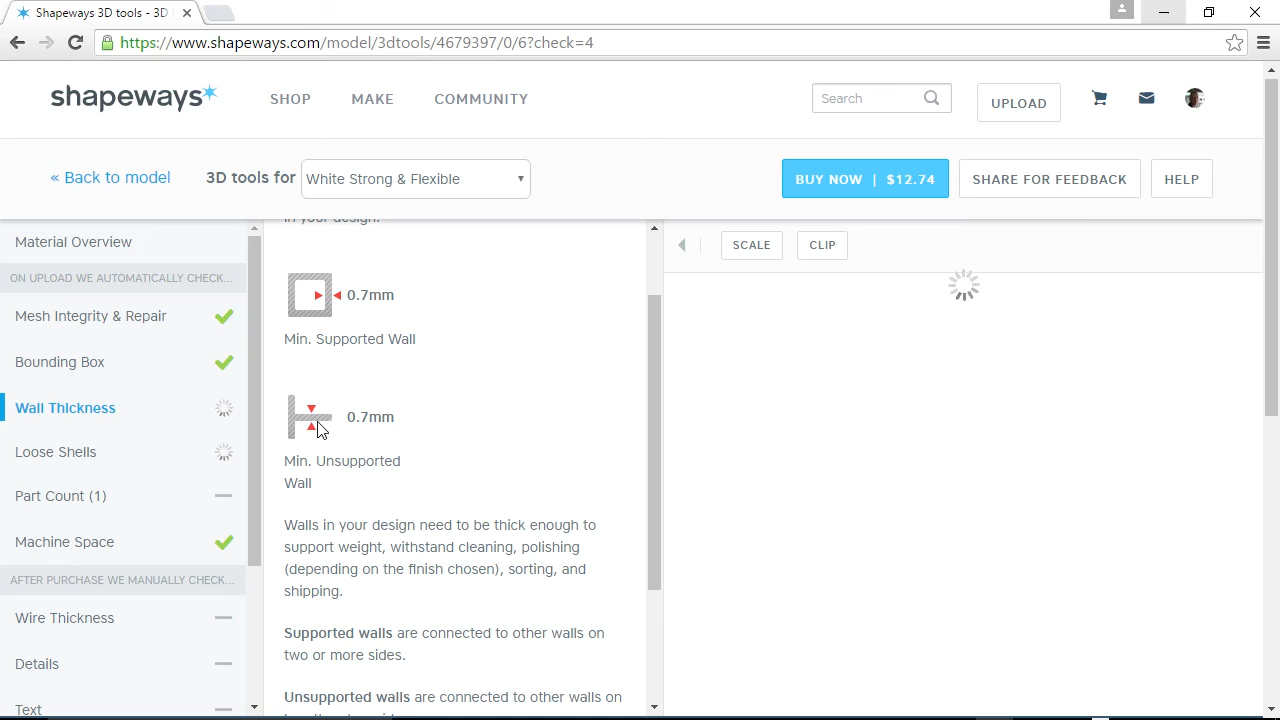 Shapeways 3D tools - 3D
https://www.shapeways.com/model/3dtools/4679397/0/6?check=4
shapeways
SHOP
MAKE
COMMUNITY
Search
UPLOAD
« Back to model
3D tools for
White Strong & Flexible
BUY NOW | $12.74
SHARE FOR FEEDBACK
HELP
Material Overview
ON UPLOAD WE AUTOMATICALLY CHECK...
Mesh Integrity & Repair
Bounding Box
Wall Thickness
Loose Shells
Part Count (1)
Machine Space
AFTER PURCHASE WE MANUALLY CHECK...
Wire Thickness
Details
Text
in your design.
0.7mm
Min. Supported Wall
0.7mm
Min. Unsupported
Wall
Walls in your design need to be thick enough to
support weight, withstand cleaning, polishing
(depending on the finish chosen), sorting, and
shipping.
Supported walls are connected to other walls on
two or more sides.
Unsupported walls are connected to other walls on
SCALE
CLIP